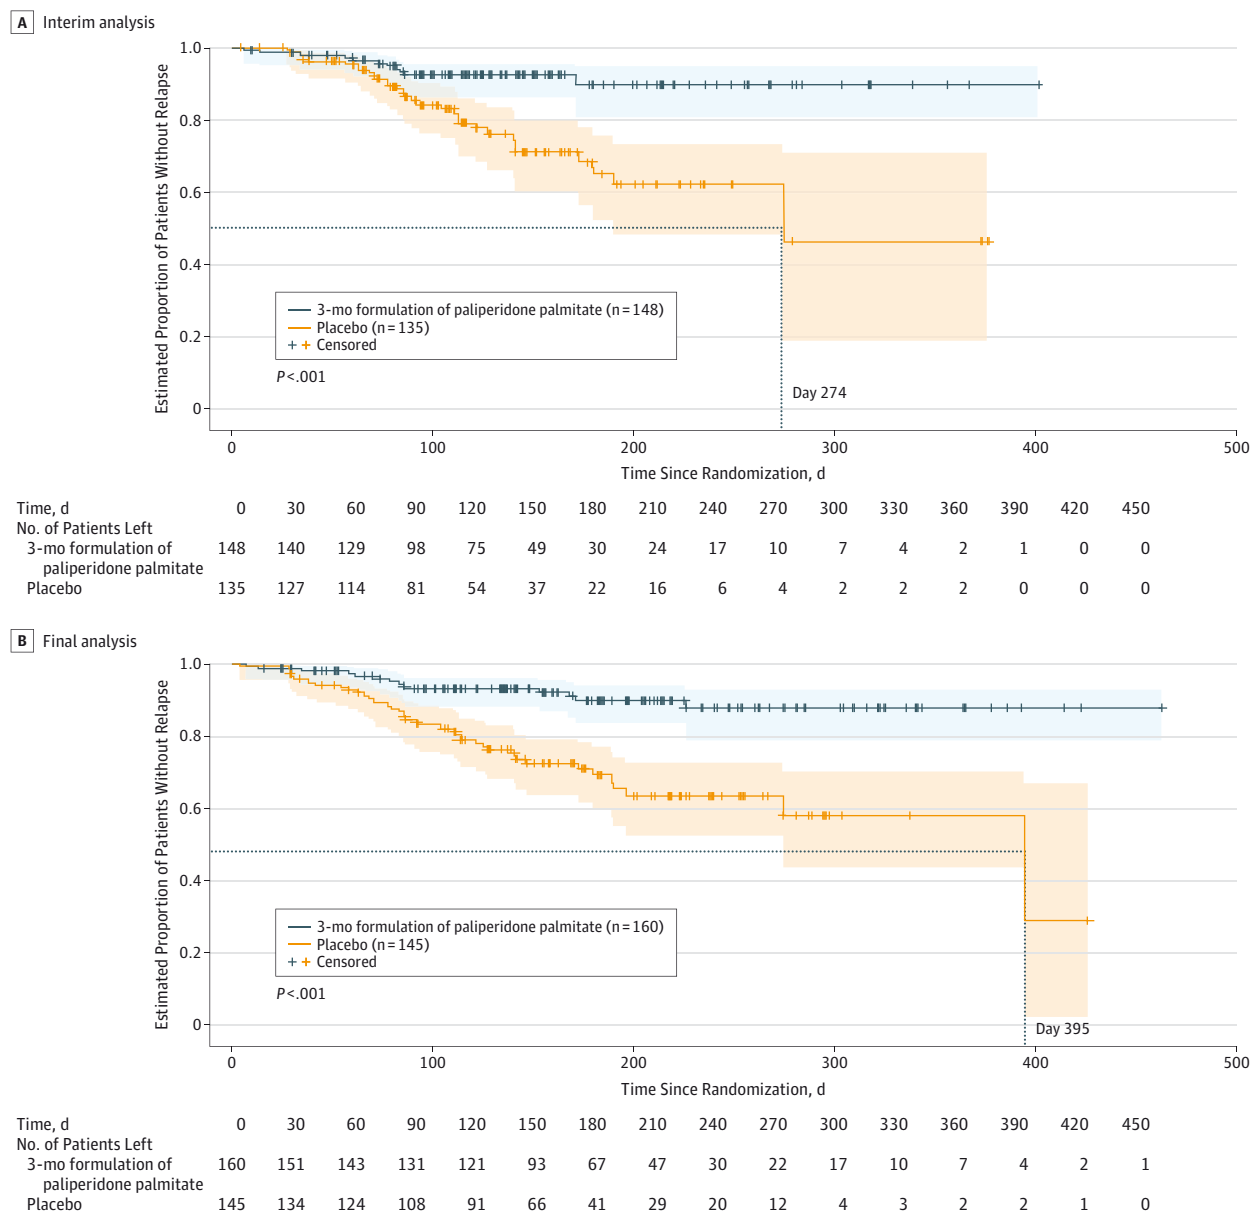 A Interim analysis
Estimated Proportion of Patients Without Relapse
1.0
0.8
0.6
0.4
0.2
0
3-mo formulation of paliperidone palmitate (n=148)
Placebo (n=135)
Censored
P<.001
Day 274
0 100 200 300 400 500
Time Since Randomization, d
Time, d 0 30 60 90 120 150 180 210 240 270 300 330 360 390 420 450
No. of Patients Left
3-mo formulation of 148 140 129 98 75 49 30 24 17 10 7 4 2 1 0 0
paliperidone palmitate
Placebo 135 127 114 81 54 37 22 16 6 4 2 2 2 0 0 0
B Final analysis
Estimated Proportion of Patients Without Relapse
1.0
0.8
0.6
0.4
0.2
0
3-mo formulation of paliperidone palmitate (n=160)
Placebo (n=145)
Censored
P<.001
Day 395
0 100 200 300 400 500
Time Since Randomization, d
Time, d 0 30 60 90 120 150 180 210 240 270 300 330 360 390 420 450
No. of Patients Left
3-mo formulation of 160 151 143 131 121 93 67 47 30 22 17 10 7 4 2 1
paliperidone palmitate
Placebo 145 134 124 108 91 66 41 29 20 12 4 3 2 2 1 0